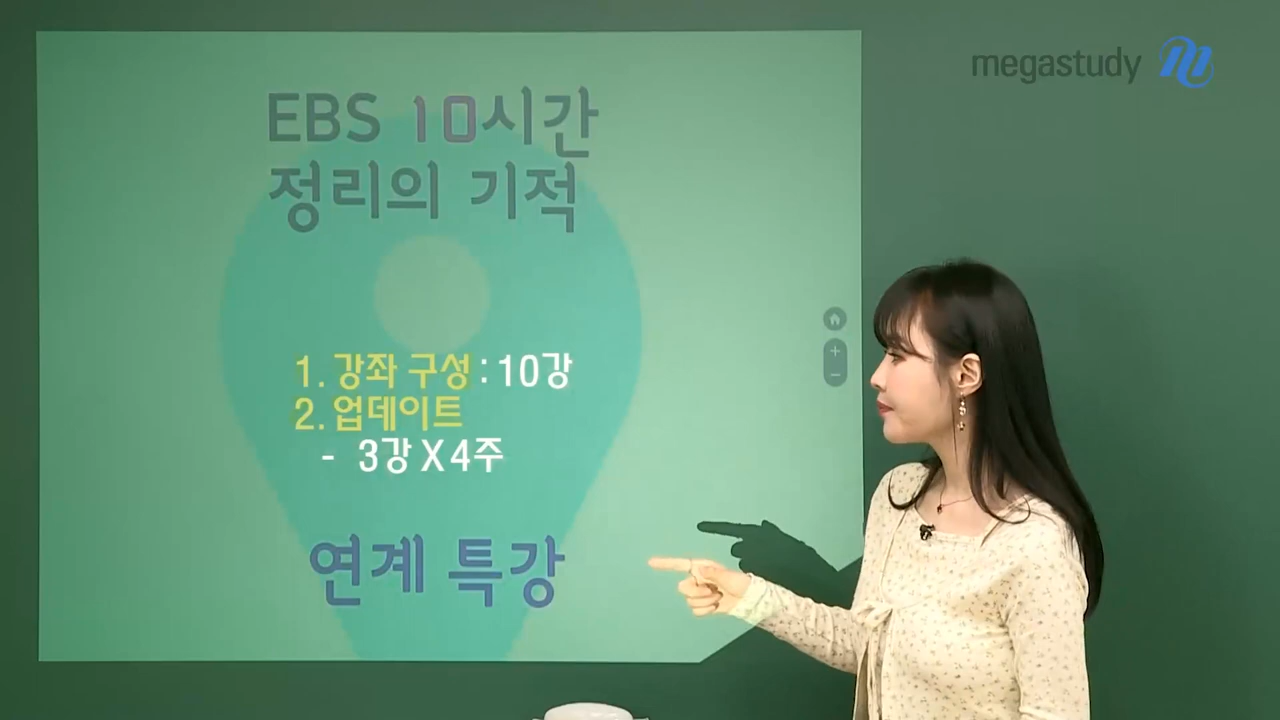 megastudy
EBS 10시간
정리의 기적
1. 강좌 구성 : 10강
2. 업데이트
- 3강 X 4주
연계 특강